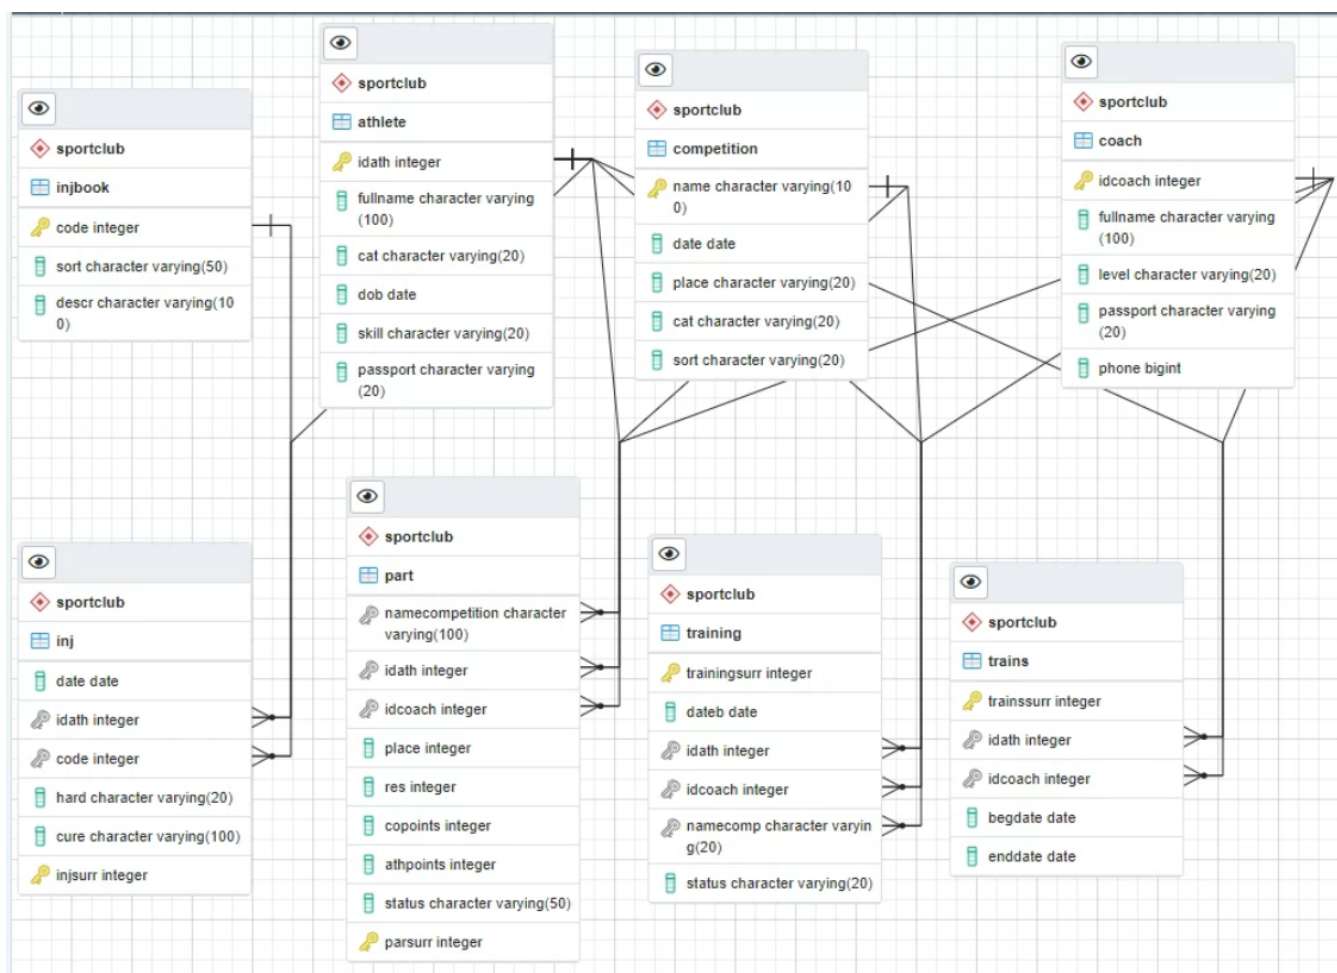 sportclub
injbook
code integer
sort character varying(50)
descr character varying(10
0)
sportclub
athlete
idath integer
fullname character varying
(100)
cat character varying(20)
dob date
skill character varying(20)
passport character varying
(20)
sportclub
competition
name character varying(10
0)
date date
place character varying(20)
cat character varying(20)
sort character varying(20)
sportclub
coach
idcoach integer
fullname character varying
(100)
level character varying(20)
passport character varying
(20)
phone bigint
sportclub
inj
date date
idath integer
code integer
hard character varying(20)
cure character varying(100)
injsurr integer
sportclub
part
namecompetition character
varying(100)
idath integer
idcoach integer
place integer
res integer
copoints integer
athpoints integer
status character varying(50)
parsurr integer
sportclub
training
trainingsurr integer
dateb date
idath integer
idcoach integer
namecomp character varyin
g(20)
status character varying(20)
sportclub
trains
trainssurr integer
idath integer
idcoach integer
begdate date
enddate date